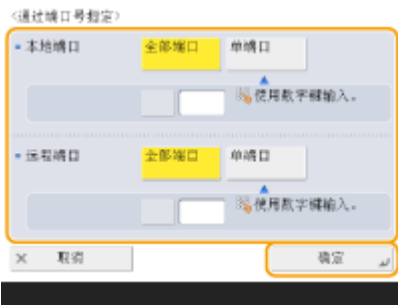 <通过端口号指定>
本地端口 全部端口 单端口
使用数字键输入。
远程端口 全部端口 单端口
使用数字键输入。
× 取消 确定